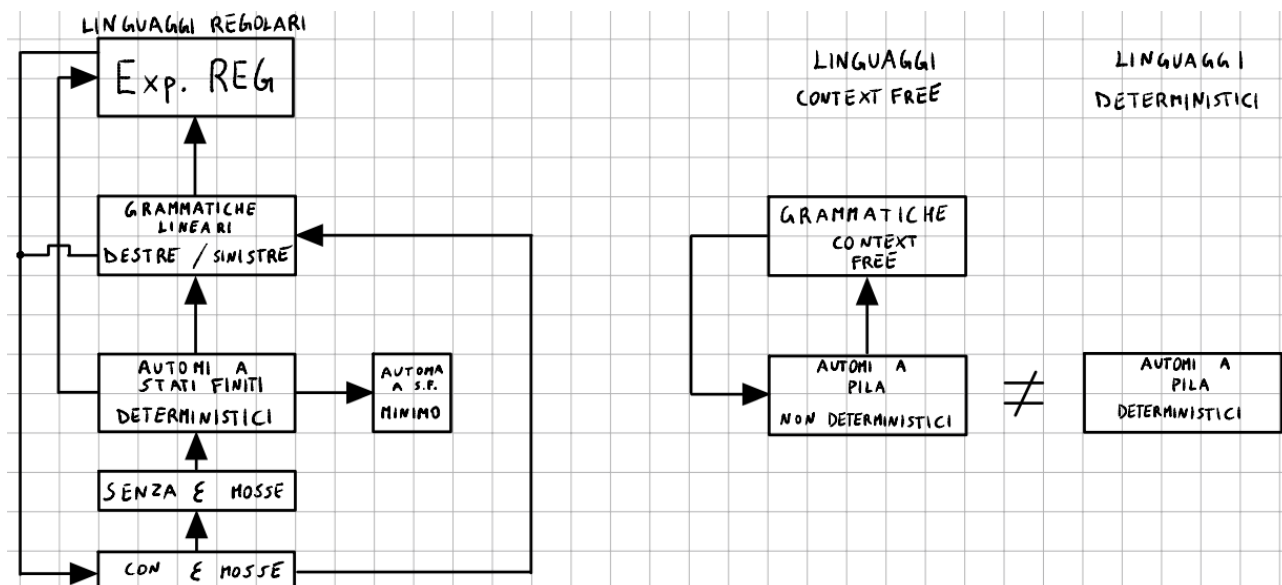 LINGUAGGI REGOLARI
Exp. REG
GRAMMATICHE
LINEARI
DESTRE / SINISTRE
AUTOMI A
STATI FINITI
DETERMINISTICI
AUTOMA
A S.F.
MINIMO
SENZA ε MOSSE
CON ε MOSSE
LINGUAGGI
CONTEXT FREE
GRAMMATICHE
CONTEXT
FREE
AUTOMI A
PILA
NON DETERMINISTICI
≠
LINGUAGGI
DETERMINISTICI
AUTOMI A
PILA
DETERMINISTICI